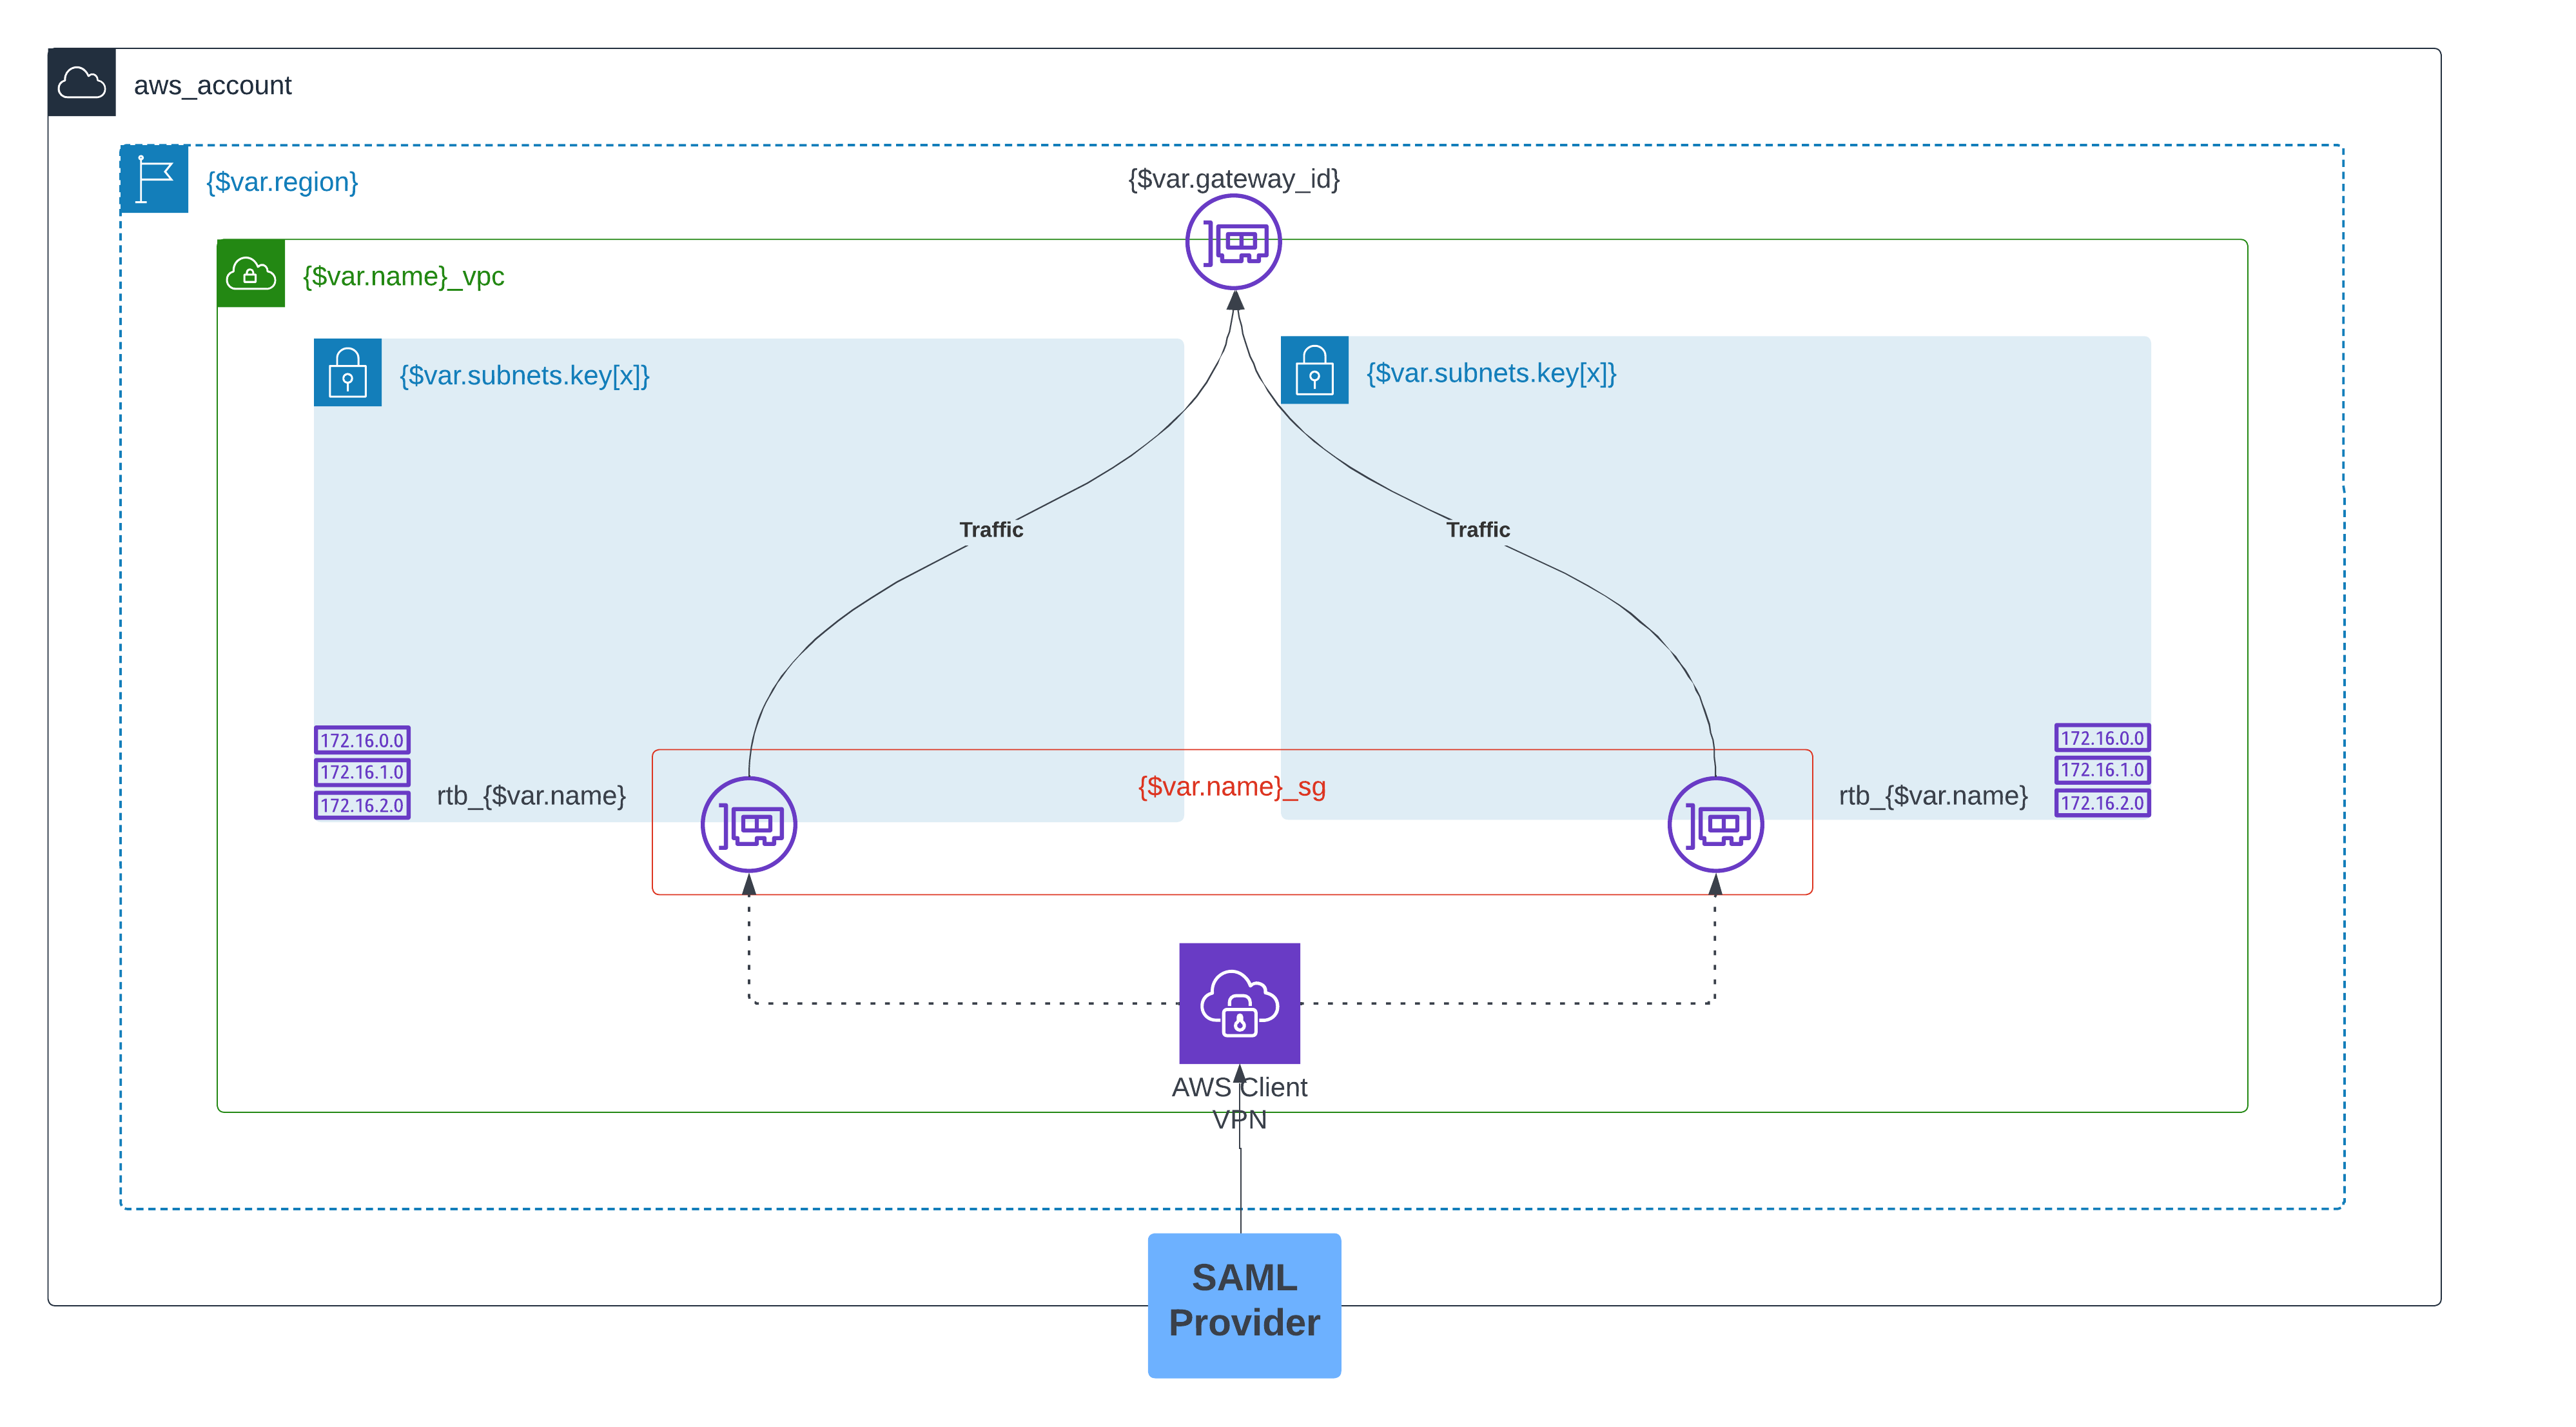 aws_account
{$var.region}
{$var.gateway_id}
{$var.name}_vpc
{$var.subnets.key[x]}
{$var.subnets.key[x]}
Traffic
Traffic
172.16.0.0
172.16.1.0
172.16.2.0
rtb_{$var.name}
{$var.name}_sg
rtb_{$var.name}
172.16.0.0
172.16.1.0
172.16.2.0
AWS Client
VPN
SAML
Provider